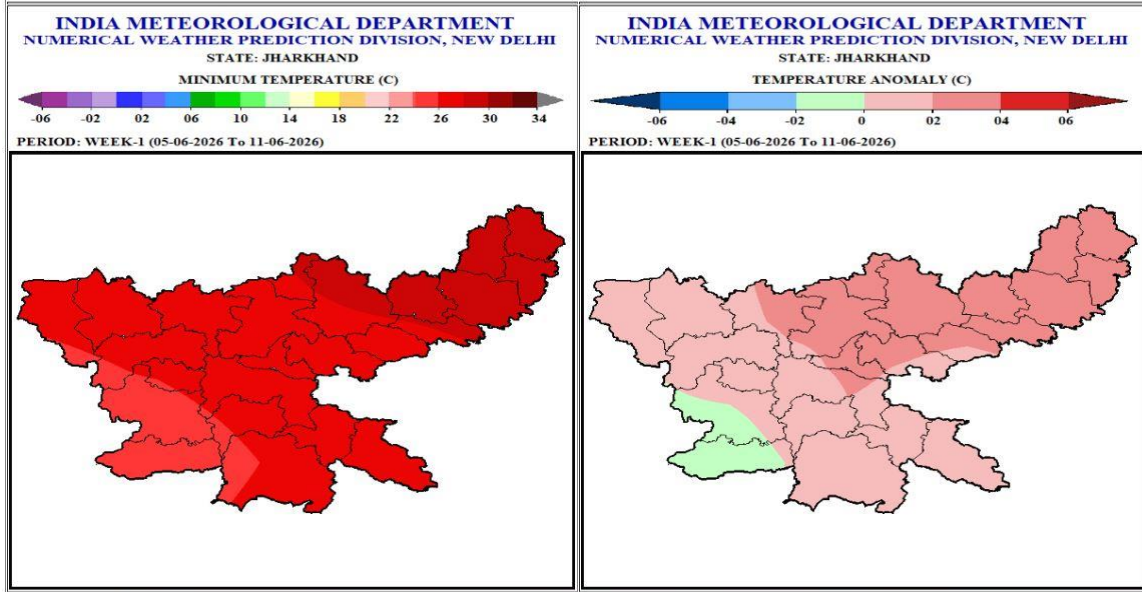 INDIA METEOROLOGICAL DEPARTMENT
NUMERICAL WEATHER PREDICTION DIVISION, NEW DELHI
STATE: JHARKHAND
MINIMUM TEMPERATURE (C)
-06 -02 02 06 10 14 18 22 26 30 34
PERIOD: WEEK-1 (05-06-2026 To 11-06-2026)
INDIA METEOROLOGICAL DEPARTMENT
NUMERICAL WEATHER PREDICTION DIVISION, NEW DELHI
STATE: JHARKHAND
TEMPERATURE ANOMALY (C)
-06 -04 -02 0 02 04 06
PERIOD: WEEK-1 (05-06-2026 To 11-06-2026)